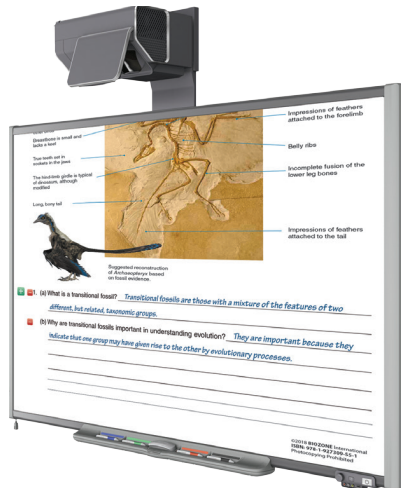 Breastbone is small and
lacks a keel
True teeth set in
sockets in the jaws
The hind-limb girdle is typical
of dinosaurs, although
modified
Long, bony tail
Impressions of feathers
attached to the forelimb
Belly ribs
Incomplete fusion of the
lower leg bones
Impressions of feathers
attached to the tail
Suggested reconstruction
of Archaeopteryx based
on fossil evidence.
1. (a) What is a transitional fossil? Transitional fossils are those with a mixture of the features of two
different, but related, taxonomic groups.
(b) Why are transitional fossils important in understanding evolution? They are important because they
indicate that one group may have given rise to the other by evolutionary processes.
©2018 BIOZONE International
ISBN: 978-1-927309-55-1
Photocopying Prohibited